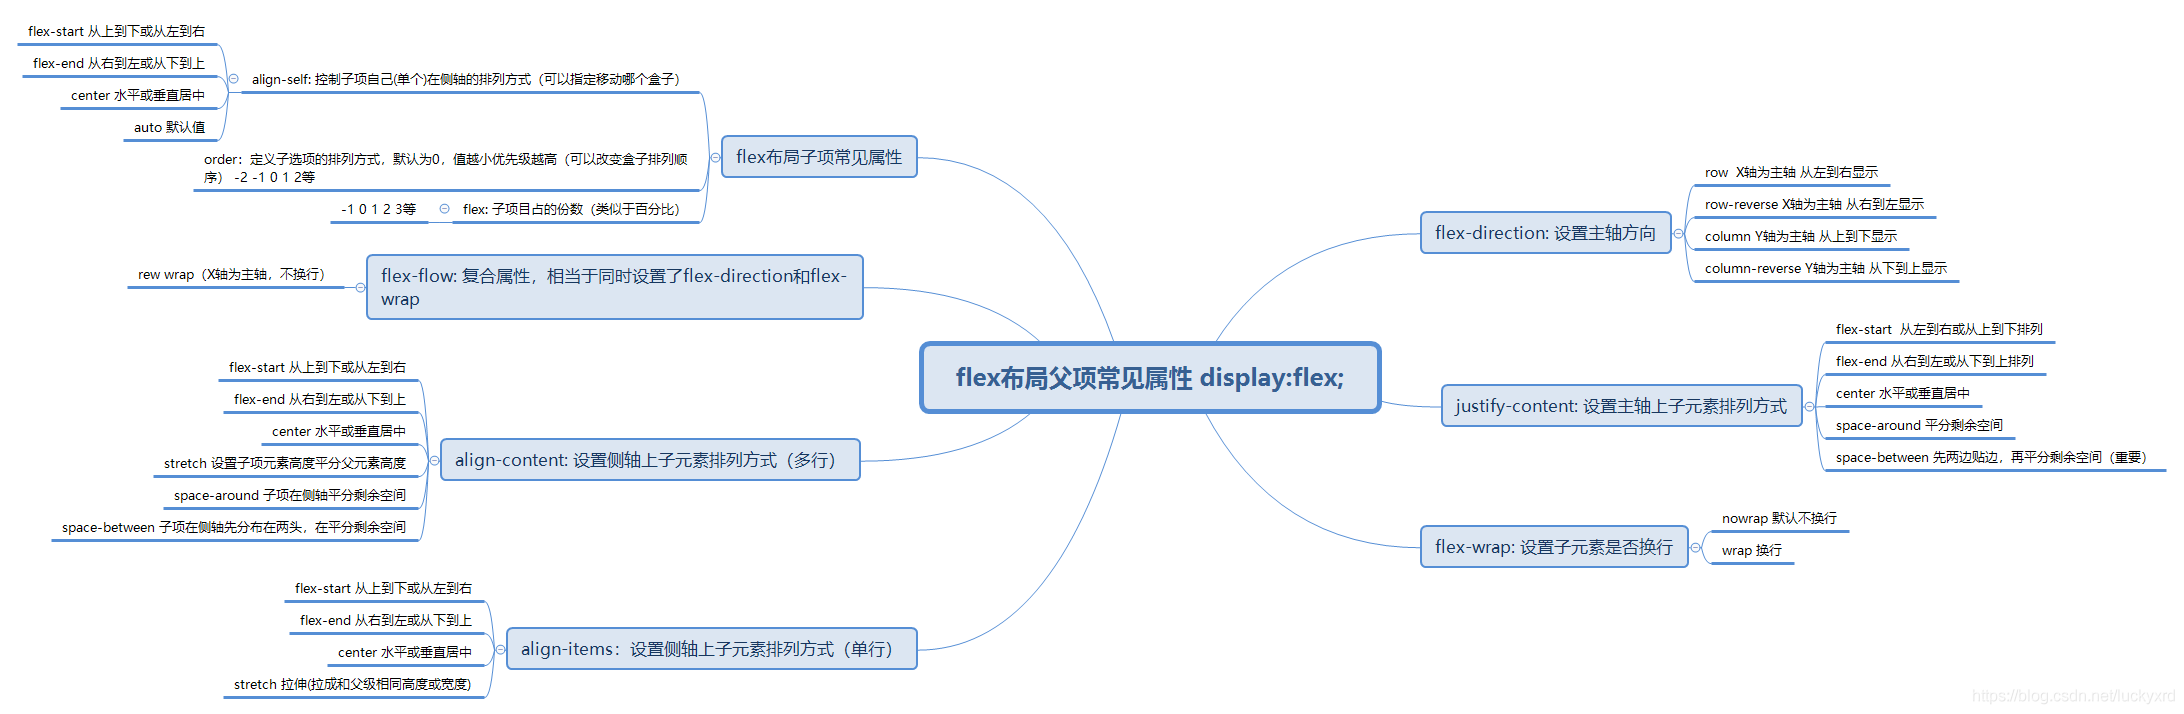 flex布局父项常见属性 display:flex;
flex-direction: 设置主轴方向
row  X轴为主轴 从左到右显示
row-reverse X轴为主轴 从右到左显示
column Y轴为主轴 从上到下显示
column-reverse Y轴为主轴 从下到上显示
justify-content: 设置主轴上子元素排列方式
flex-start  从左到右或从上到下排列
flex-end 从右到左或从下到上排列
center 水平或垂直居中
space-around 平分剩余空间
space-between 先两边贴边，再平分剩余空间（重要）
flex-wrap: 设置子元素是否换行
nowrap 默认不换行
wrap 换行
flex布局子项常见属性
align-self: 控制子项自己(单个)在侧轴的排列方式（可以指定移动哪个盒子）
flex-start 从上到下或从左到右
flex-end 从右到左或从下到上
center 水平或垂直居中
auto 默认值
order：定义子选项的排列方式，默认为0，值越小优先级越高（可以改变盒子排列顺
序） -2 -1 0 1 2等
flex: 子项目占的份数（类似于百分比）
-1 0 1 2 3等
flex-flow: 复合属性，相当于同时设置了flex-direction和flex-
wrap
rew wrap（X轴为主轴，不换行）
align-content: 设置侧轴上子元素排列方式（多行）
flex-start 从上到下或从左到右
flex-end 从右到左或从下到上
center 水平或垂直居中
stretch 设置子项元素高度平分父元素高度
space-around 子项在侧轴平分剩余空间
space-between 子项在侧轴先分布在两头，在平分剩余空间
align-items：设置侧轴上子元素排列方式（单行）
flex-start 从上到下或从左到右
flex-end 从右到左或从下到上
center 水平或垂直居中
stretch 拉伸(拉成和父级相同高度或宽度)
https://blog.csdn.net/luckyxrd